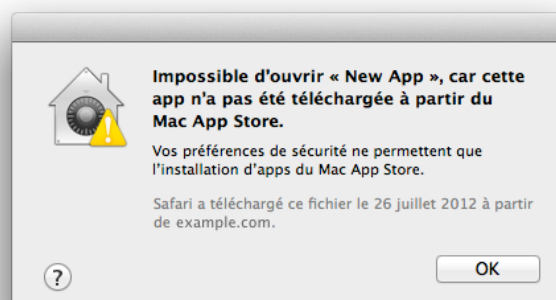 Impossible d'ouvrir « New App », car cette
app n'a pas été téléchargée à partir du
Mac App Store.
Vos préférences de sécurité ne permettent que
l'installation d'apps du Mac App Store.
Safari a téléchargé ce fichier le 26 juillet 2012 à partir
de example.com.
?
OK